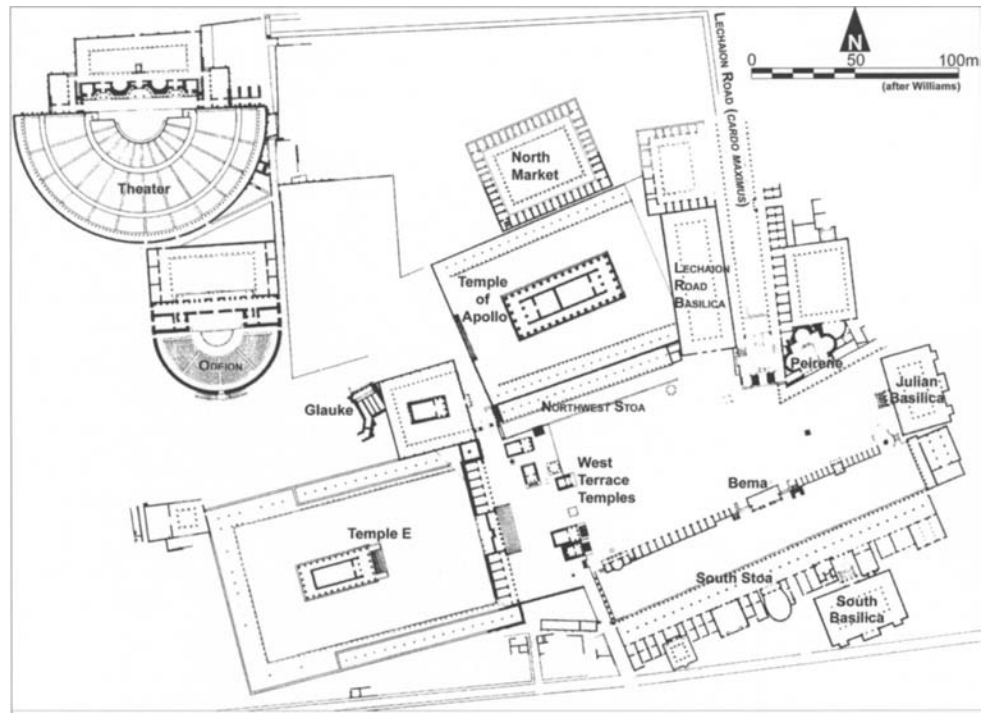 LECHAION ROAD (CARDO MAXIMUS)
N
0 50 100m
(after Williams)
Theater
North
Market
Temple
of
Apollo
LECHAION
ROAD
BASILICA
ODEION
Peirene
Julian
Basilica
Glauke
NORTHWEST STOA
West
Terrace
Temples
Bema
Temple E
South Stoa
South
Basilica